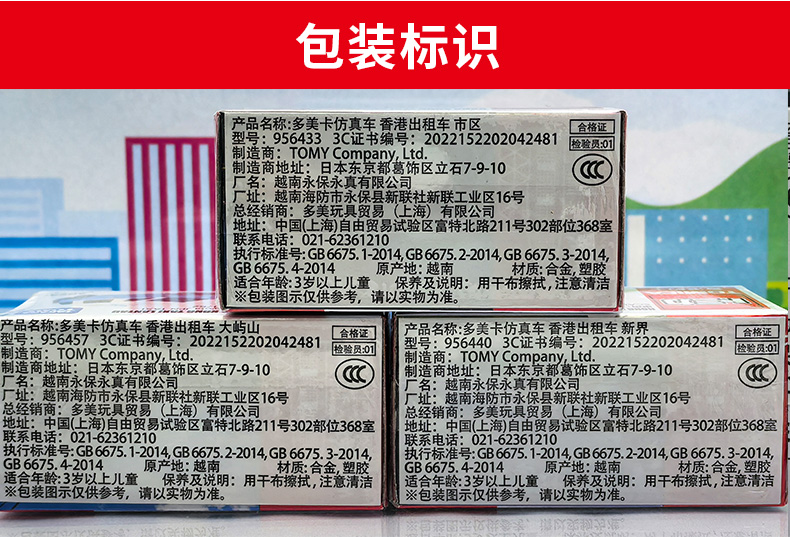 包装标识
产品名称:多美卡仿真车 香港出租车 市区
型号: 956433 3C证书编号: 2022152202042481
制造商: TOMY Company, Ltd.
制造商地址: 日本东京都葛饰区立石7-9-10
厂名: 越南永保永真有限公司
厂址: 越南海防市永保县新联社新联工业区16号
总经销商: 多美玩具贸易 (上海) 有限公司
地址: 中国(上海)自由贸易试验区富特北路211号302部位368室
联系电话: 021-62361210
执行标准号: GB 6675.1-2014, GB 6675.2-2014, GB 6675.3-2014,
GB 6675.4-2014 原产地: 越南 材质: 合金, 塑胶
适合年龄: 3岁以上儿童 保养及说明: 用干布擦拭, 注意清洁
※包装图示仅供参考, 请以实物为准。
合格证
检验员:01
CCC
产品名称: 多美卡仿真车 香港出租车 大屿山
型号: 956457 3C证书编号: 2022152202042481
制造商: TOMY Company, Ltd.
制造商地址: 日本东京都葛饰区立石7-9-10
厂名: 越南永保永真有限公司
厂址: 越南海防市永保县新联社新联工业区16号
总经销商: 多美玩具贸易 (上海) 有限公司
地址: 中国(上海)自由贸易试验区富特北路211号302部位368室
联系电话: 021-62361210
执行标准号: GB 6675.1-2014, GB 6675.2-2014, GB 6675.3-2014,
GB 6675.4-2014 原产地: 越南 材质: 合金, 塑胶
适合年龄: 3岁以上儿童 保养及说明: 用干布擦拭, 注意清洁
※包装图示仅供参考, 请以实物为准。
合格证
检验员:01
CCC
产品名称: 多美卡仿真车 香港出租车 新界
型号: 956440 3C证书编号: 2022152202042481
制造商: TOMY Company, Ltd.
制造商地址: 日本东京都葛饰区立石7-9-10
厂名: 越南永保永真有限公司
厂址: 越南海防市永保县新联社新联工业区16号
总经销商: 多美玩具贸易 (上海) 有限公司
地址: 中国(上海)自由贸易试验区富特北路211号302部位368室
联系电话: 021-62361210
执行标准号: GB 6675.1-2014, GB 6675.2-2014, GB 6675.3-2014,
GB 6675.4-2014 原产地: 越南 材质: 合金, 塑胶
适合年龄: 3岁以上儿童 保养及说明: 用干布擦拭, 注意清洁
※包装图示仅供参考, 请以实物为准。
合格证
检验员:01
CCC